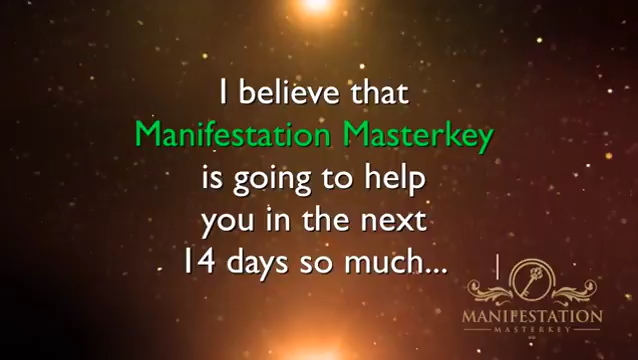 I believe that
Manifestation Masterkey
is going to help
you in the next
14 days so much...
MANIFESTATION
MASTERKEY